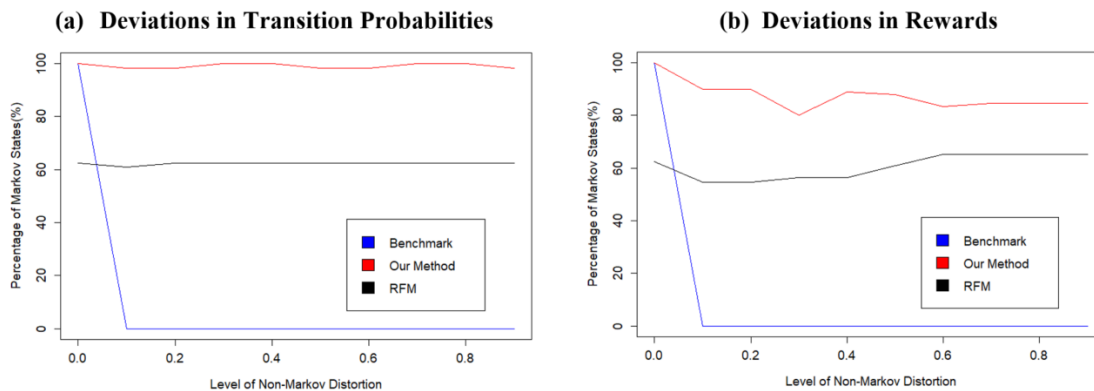 (a) Deviations in Transition Probabilities
Percentage of Markov States(%)
100
80
60
40
20
0
Benchmark
Our Method
RFM
0.0 0.2 0.4 0.6 0.8
Level of Non-Markov Distortion
(b) Deviations in Rewards
Percentage of Markov States(%)
100
80
60
40
20
0
Benchmark
Our Method
RFM
0.0 0.2 0.4 0.6 0.8
Level of Non-Markov Distortion